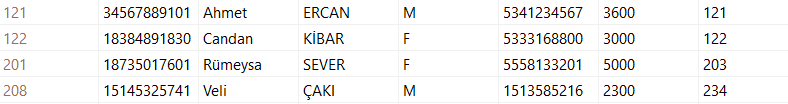 121 34567889101 Ahmet ERCAN M 5341234567 3600 121
122 18384891830 Candan KİBAR F 5333168800 3000 122
201 18735017601 Rümeysa SEVER F 5558133201 5000 203
208 15145325741 Veli ÇAKI M 1513585216 2300 234